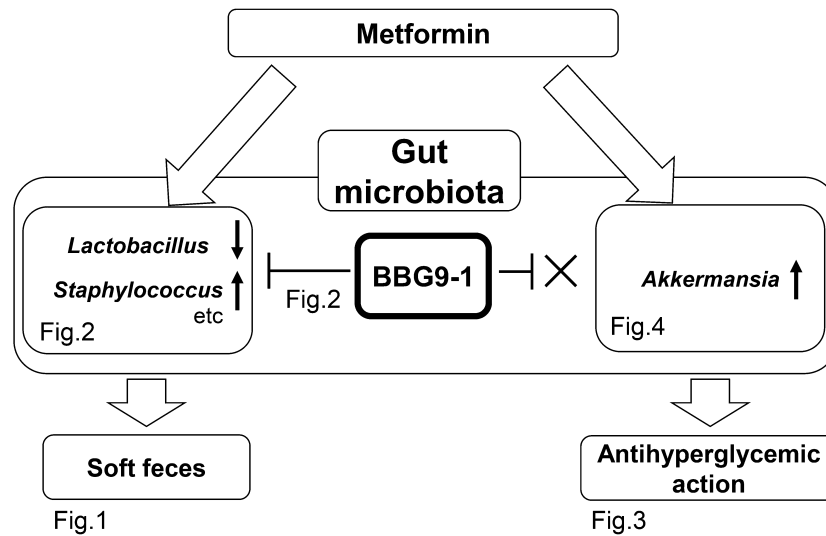 Metformin
Gut
microbiota
Lactobacillus
Staphylococcus
etc
Fig.2
BBG9-1
Fig.2
Akkermansia
Fig.4
Soft feces
Fig.1
Antihyperglycemic
action
Fig.3